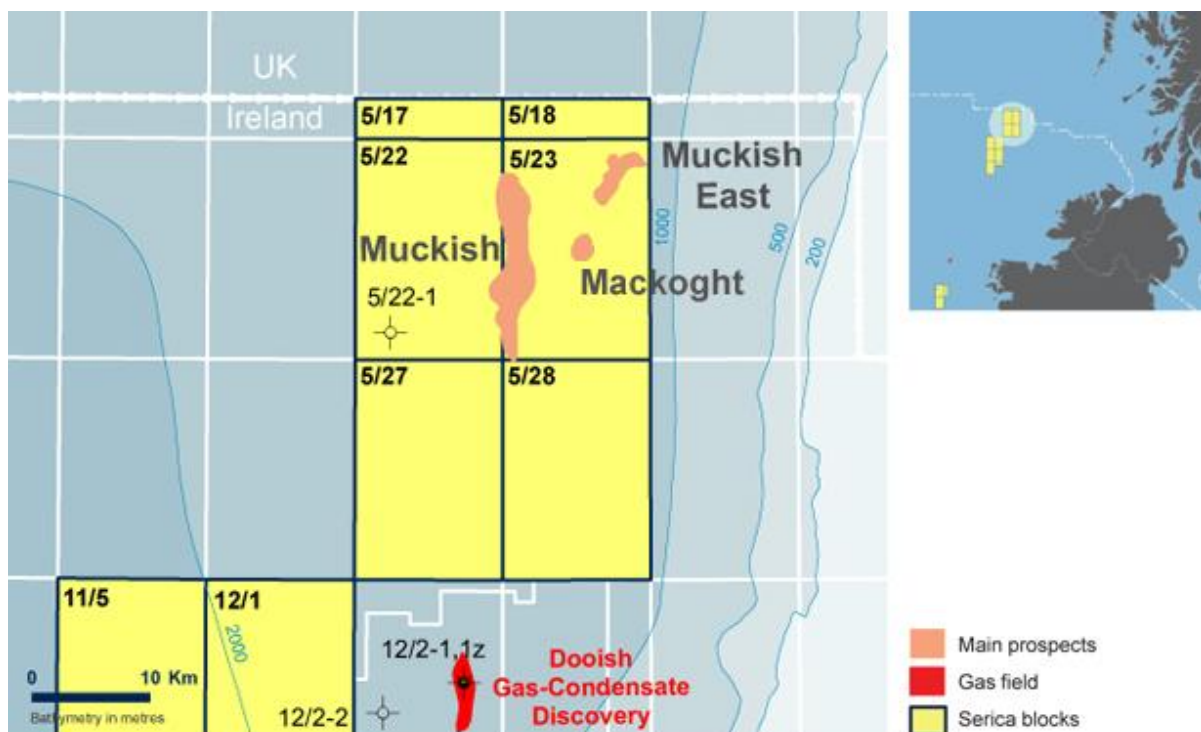 UK
Ireland
5/17
5/18
5/22
5/23
Muckish
East
Muckish
Mackoght
5/22-1
1000
500
200
5/27
5/28
11/5
12/1
2000
12/2-1,1z
Dooish
Gas-Condensate
Discovery
12/2-2
0 10 Km
Bathymetry in metres
Main prospects
Gas field
Serica blocks